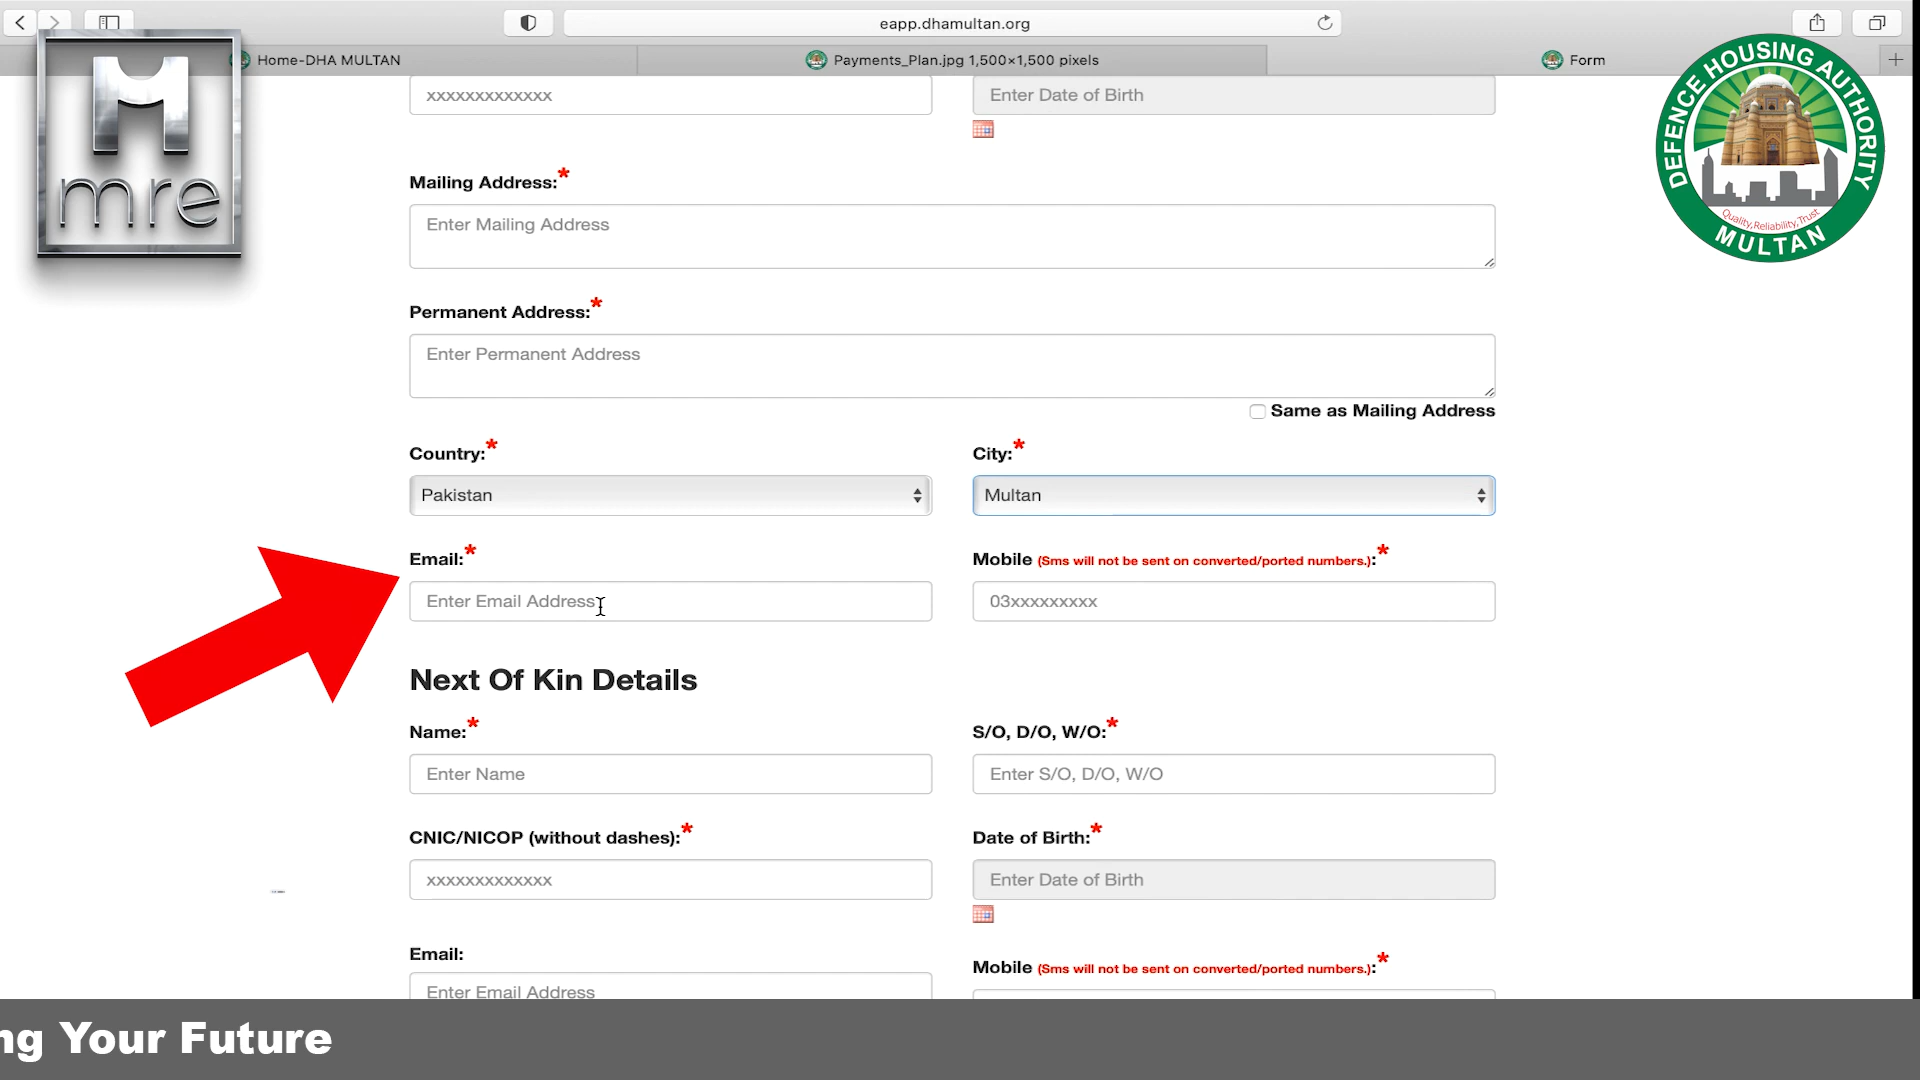 eapp.dhamultan.org
Home-DHA MULTAN
Payments_Plan.jpg 1,500×1,500 pixels
Form
mre
DEFENCE HOUSING AUTHORITY
Quality,Reliability,Trust
MULTAN
xxxxxxxxxxxxx
Enter Date of Birth
Mailing Address:*
Enter Mailing Address
Permanent Address:*
Enter Permanent Address
Same as Mailing Address
Country:*
City:*
Pakistan
Multan
Email:*
Mobile (Sms will not be sent on converted/ported numbers.):*
Enter Email Address
03xxxxxxxxx
Next Of Kin Details
Name:*
S/O, D/O, W/O:*
Enter Name
Enter S/O, D/O, W/O
CNIC/NICOP (without dashes):*
Date of Birth:*
xxxxxxxxxxxxx
Enter Date of Birth
Email:
Mobile (Sms will not be sent on converted/ported numbers.):*
Enter Email Address
ng Your Future